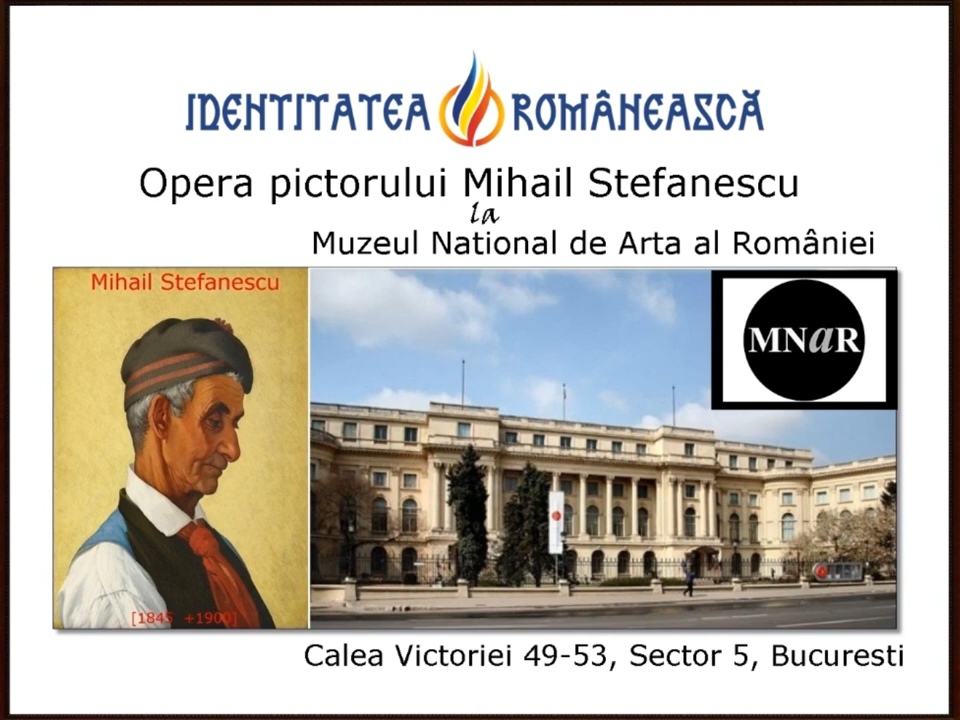 IDENTITATEA ROMÂNEASCĂ
Opera pictorului Mihail Stefanescu
la
Muzeul National de Arta al României
Mihail Stefanescu
MNaR
[1845 +1900]
Calea Victoriei 49-53, Sector 5, Bucuresti